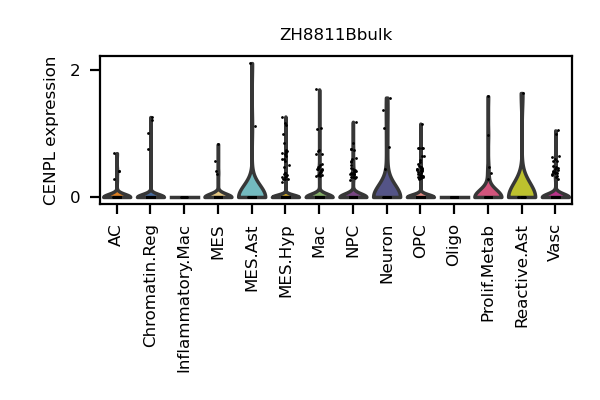 ZH8811Bbulk
CENPL expression
2
0
AC
Chromatin.Reg
Inflammatory.Mac
MES
MES.Ast
MES.Hyp
Mac
NPC
Neuron
OPC
Oligo
Prolif.Metab
Reactive.Ast
Vasc